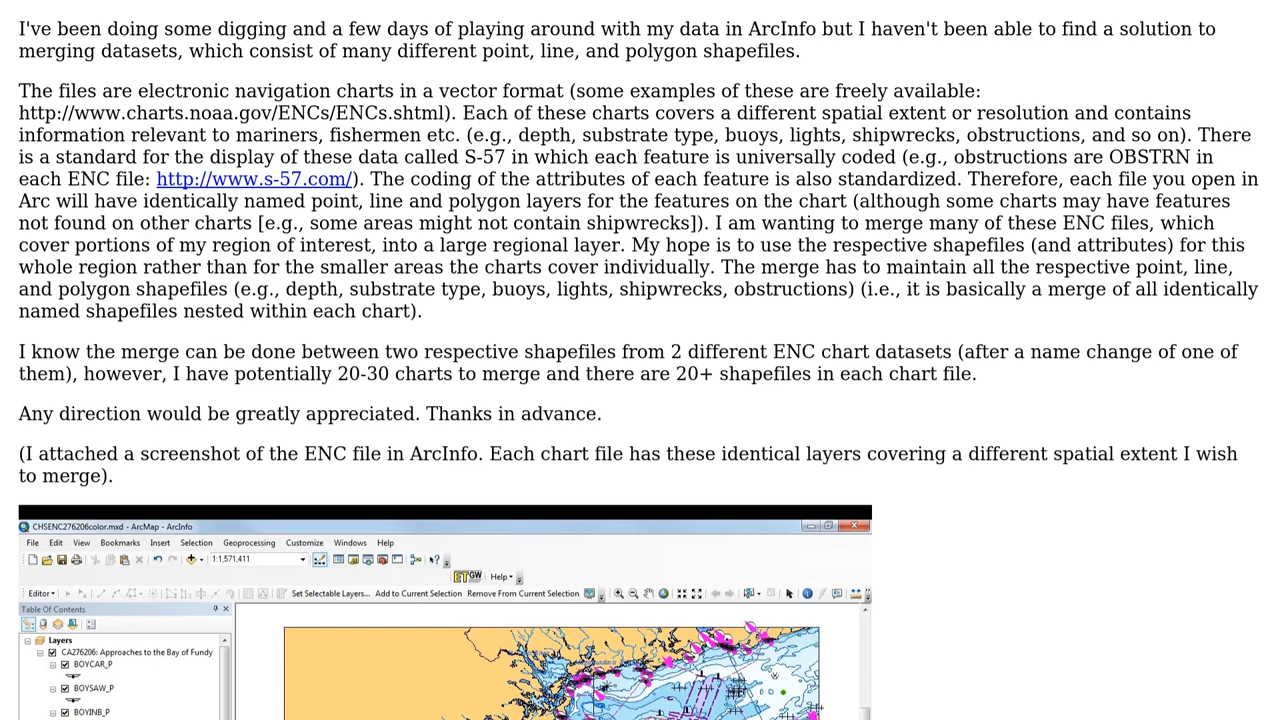 I've been doing some digging and a few days of playing around with my data in ArcInfo but I haven't been able to find a solution to
merging datasets, which consist of many different point, line, and polygon shapefiles.
The files are electronic navigation charts in a vector format (some examples of these are freely available:
http://www.charts.noaa.gov/ENCs/ENCs.shtml). Each of these charts covers a different spatial extent or resolution and contains
information relevant to mariners, fishermen etc. (e.g., depth, substrate type, buoys, lights, shipwrecks, obstructions, and so on). There
is a standard for the display of these data called S-57 in which each feature is universally coded (e.g., obstructions are OBSTRN in
each ENC file: http://www.s-57.com/). The coding of the attributes of each feature is also standardized. Therefore, each file you open in
Arc will have identically named point, line and polygon layers for the features on the chart (although some charts may have features
not found on other charts [e.g., some areas might not contain shipwrecks]). I am wanting to merge many of these ENC files, which
cover portions of my region of interest, into a large regional layer. My hope is to use the respective shapefiles (and attributes) for this
whole region rather than for the smaller areas the charts cover individually. The merge has to maintain all the respective point, line,
and polygon shapefiles (e.g., depth, substrate type, buoys, lights, shipwrecks, obstructions) (i.e., it is basically a merge of all identically
named shapefiles nested within each chart).
I know the merge can be done between two respective shapefiles from 2 different ENC chart datasets (after a name change of one of
them), however, I have potentially 20-30 charts to merge and there are 20+ shapefiles in each chart file.
Any direction would be greatly appreciated. Thanks in advance.
(I attached a screenshot of the ENC file in ArcInfo. Each chart file has these identical layers covering a different spatial extent I wish
to merge).
CHSENC276206color.mxd - ArcMap - ArcInfo
File Edit View Bookmarks Insert Selection Geoprocessing Customize Windows Help
1:1,571,411
ET GW Help
Editor Set Selectable Layers... Add to Current Selection Remove From Current Selection
Table Of Contents
Layers
CA276206: Approaches to the Bay of Fundy
BOYCAR_P
BOYSAW_P
BOYINB_P